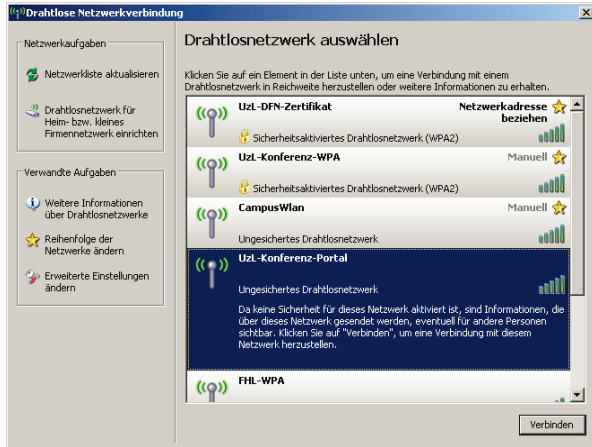 Drahtlose Netzwerkverbindung
Netzwerkaufgaben
Netzwerkliste aktualisieren
Drahtlosnetzwerk für
Heim- bzw. kleines
Firmennetzwerk einrichten
Verwandte Aufgaben
Weitere Informationen
über Drahtlosnetzwerke
Reihenfolge der
Netzwerke ändern
Erweiterte Einstellungen
ändern
Drahtlosnetzwerk auswählen
Klicken Sie auf ein Element in der Liste unten, um eine Verbindung mit einem
Drahtlosnetzwerk in Reichweite herzustellen oder weitere Informationen zu erhalten.
UzL-DFN-Zertifikat
Netzwerkadresse
beziehen
Sicherheitsaktiviertes Drahtlosnetzwerk (WPA2)
UzL-Konferenz-WPA
Manuell
Sicherheitsaktiviertes Drahtlosnetzwerk (WPA2)
CampusWlan
Manuell
Ungesichertes Drahtlosnetzwerk
UzL-Konferenz-Portal
Ungesichertes Drahtlosnetzwerk
Da keine Sicherheit für dieses Netzwerk aktiviert ist, sind Informationen, die
über dieses Netzwerk gesendet werden, eventuell für andere Personen
sichtbar. Klicken Sie auf "Verbinden", um eine Verbindung mit diesem
Netzwerk herzustellen.
FHL-WPA
Verbinden